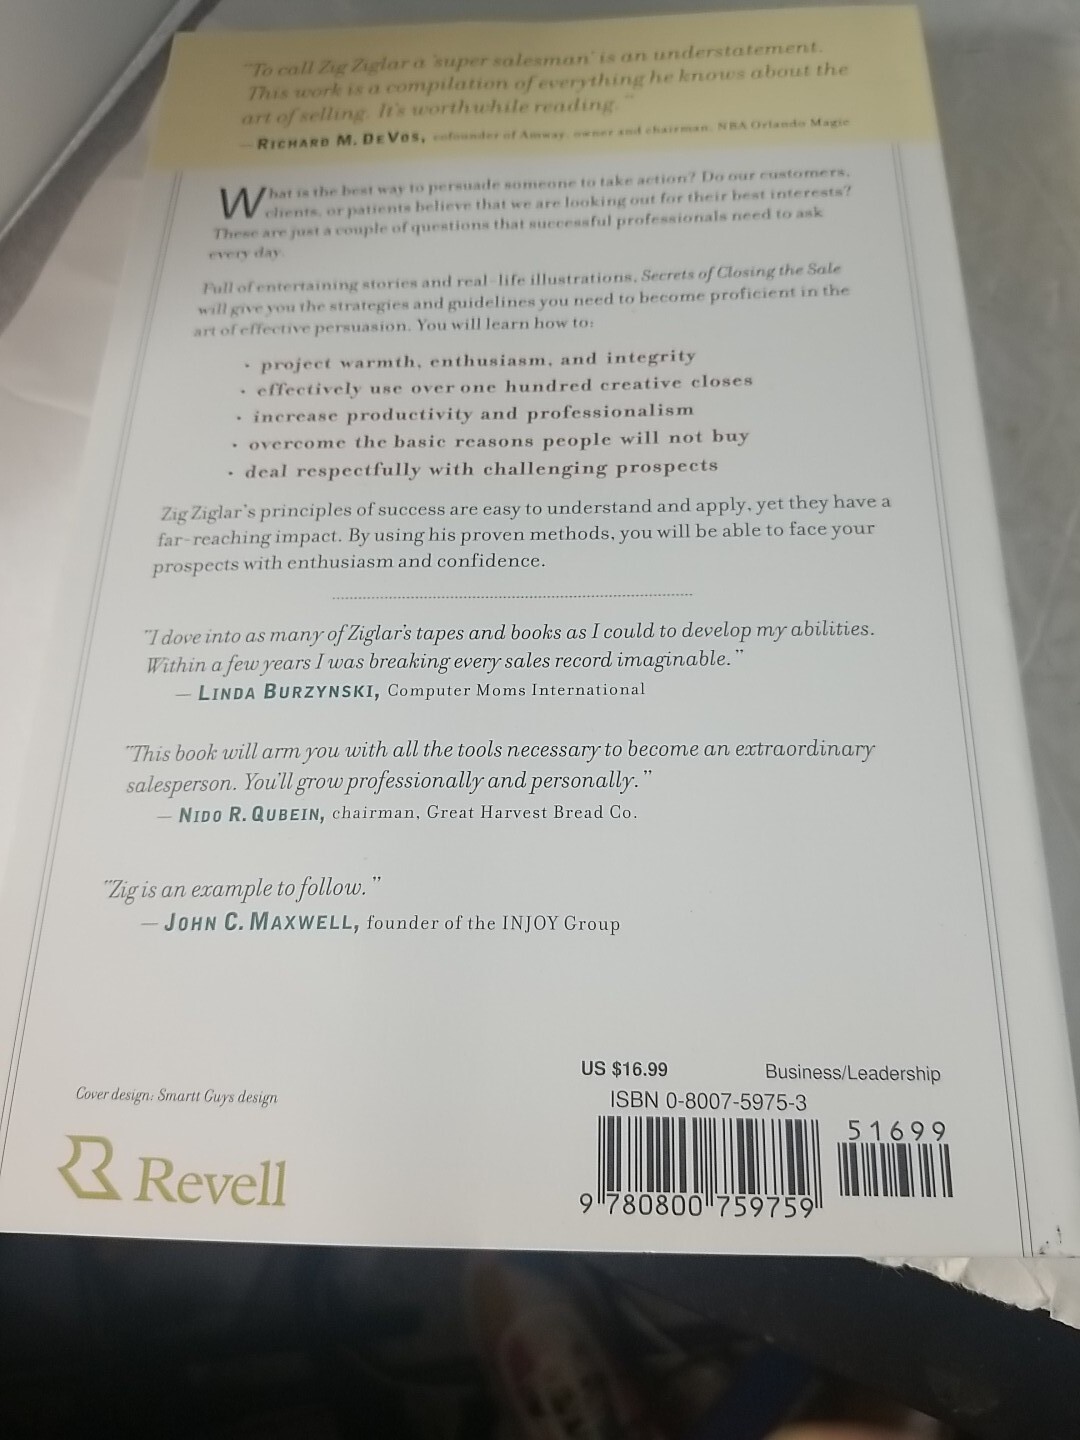 "To call Zig Ziglar a 'super salesman' is an understatement.
This work is a compilation of everything he knows about the
art of selling. It's worthwhile reading."
— RICHARD M. DEVOS, cofounder of Amway, owner and chairman, NBA Orlando Magic
What is the best way to persuade someone to take action? Do our customers,
clients, or patients believe that we are looking out for their best interests?
These are just a couple of questions that successful professionals need to ask
every day.
Full of entertaining stories and real-life illustrations, Secrets of Closing the Sale
will give you the strategies and guidelines you need to become proficient in the
art of effective persuasion. You will learn how to:
· project warmth, enthusiasm, and integrity
· effectively use over one hundred creative closes
· increase productivity and professionalism
· overcome the basic reasons people will not buy
· deal respectfully with challenging prospects
Zig Ziglar's principles of success are easy to understand and apply, yet they have a
far-reaching impact. By using his proven methods, you will be able to face your
prospects with enthusiasm and confidence.
"I dove into as many of Ziglar's tapes and books as I could to develop my abilities.
Within a few years I was breaking every sales record imaginable."
— LINDA BURZYNSKI, Computer Moms International
"This book will arm you with all the tools necessary to become an extraordinary
salesperson. You'll grow professionally and personally."
— NIDO R. QUBEIN, chairman, Great Harvest Bread Co.
"Zig is an example to follow."
— JOHN C. MAXWELL, founder of the INJOY Group
US $16.99 Business/Leadership
ISBN 0-8007-5975-3
51699
9 780800 759759
Cover design: Smartt Guys design
Revell